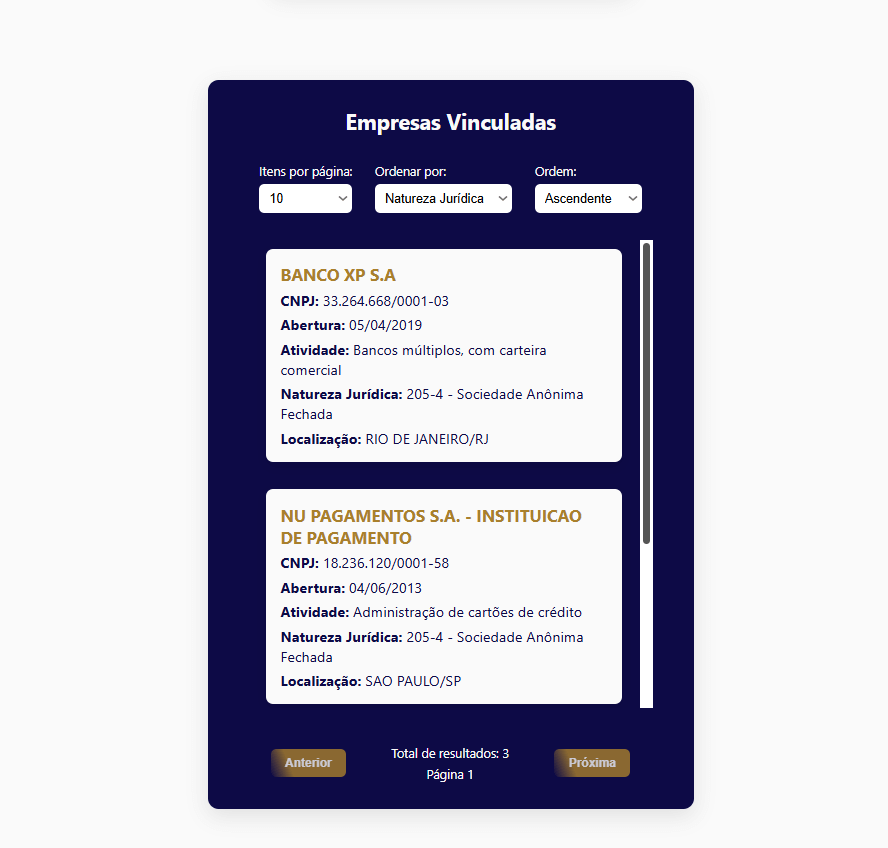 Empresas Vinculadas
Itens por página: Ordenar por: Ordem:
10 Natureza Jurídica Ascendente
BANCO XP S.A
CNPJ: 33.264.668/0001-03
Abertura: 05/04/2019
Atividade: Bancos múltiplos, com carteira
comercial
Natureza Jurídica: 205-4 - Sociedade Anônima
Fechada
Localização: RIO DE JANEIRO/RJ
NU PAGAMENTOS S.A. - INSTITUICAO
DE PAGAMENTO
CNPJ: 18.236.120/0001-58
Abertura: 04/06/2013
Atividade: Administração de cartões de crédito
Natureza Jurídica: 205-4 - Sociedade Anônima
Fechada
Localização: SAO PAULO/SP
Anterior
Total de resultados: 3
Página 1
Próxima